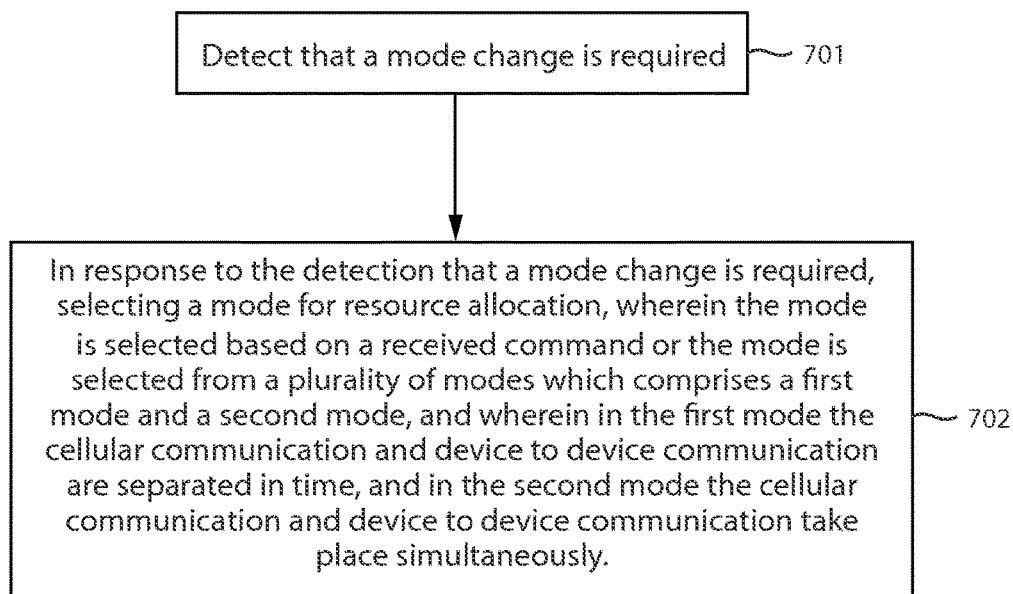 Detect that a mode change is required
701
In response to the detection that a mode change is required,
selecting a mode for resource allocation, wherein the mode
is selected based on a received command or the mode is
selected from a plurality of modes which comprises a first
mode and a second mode, and wherein in the first mode the
cellular communication and device to device communication
are separated in time, and in the second mode the cellular
communication and device to device communication take
place simultaneously.
702